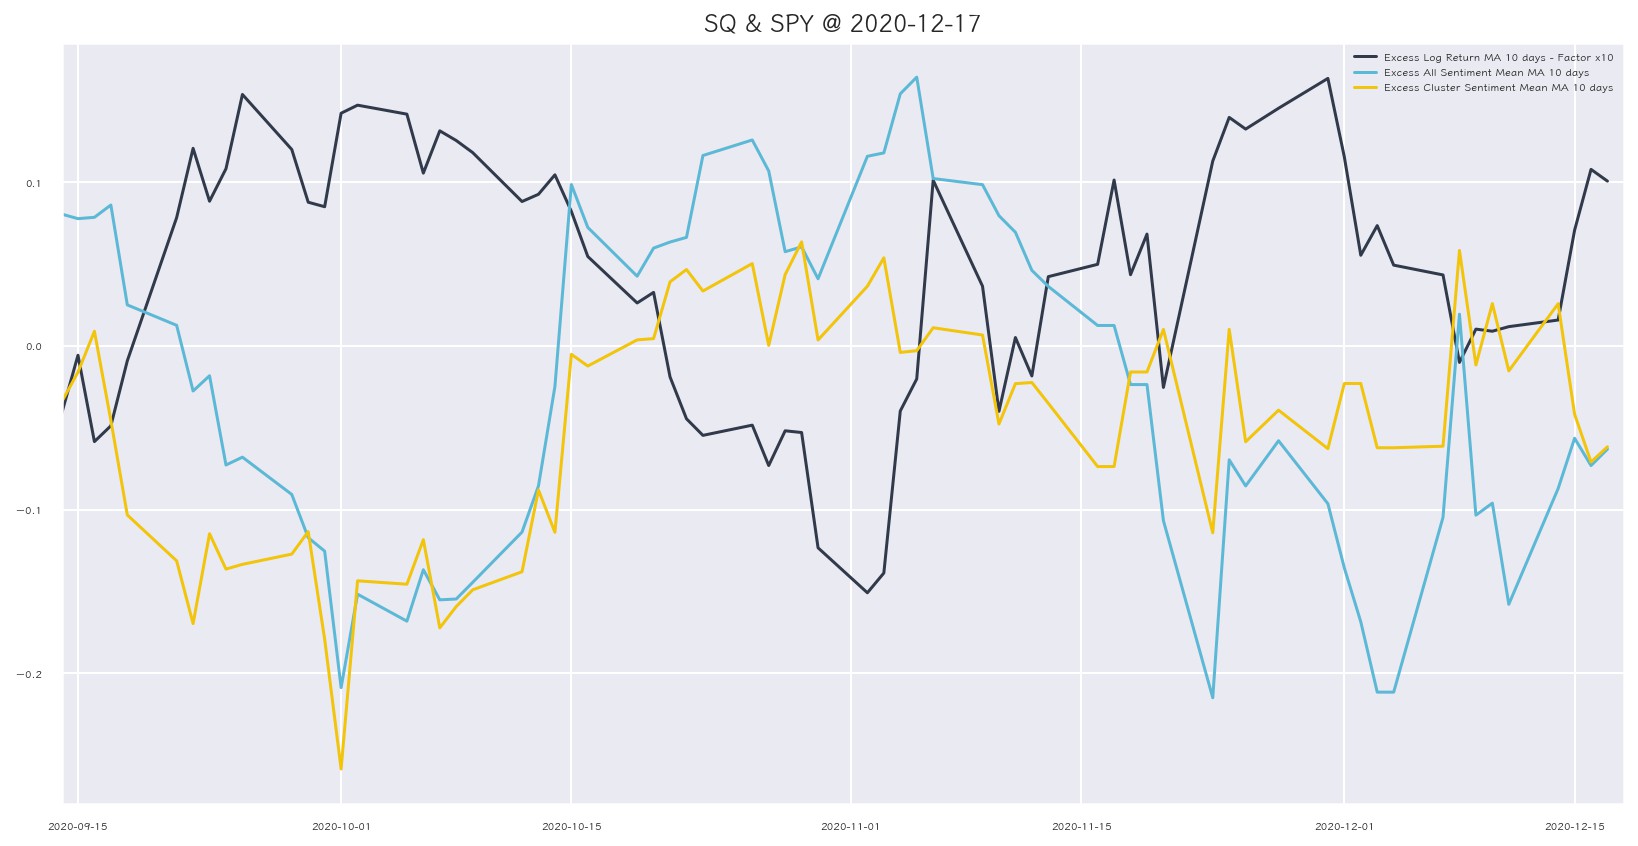 SQ & SPY @ 2020-12-17
Excess Log Return MA 10 days - Factor x10
Excess All Sentiment Mean MA 10 days
Excess Cluster Sentiment Mean MA 10 days
0.1
0.0
−0.1
−0.2
2020-09-15 2020-10-01 2020-10-15 2020-11-01 2020-11-15 2020-12-01 2020-12-15